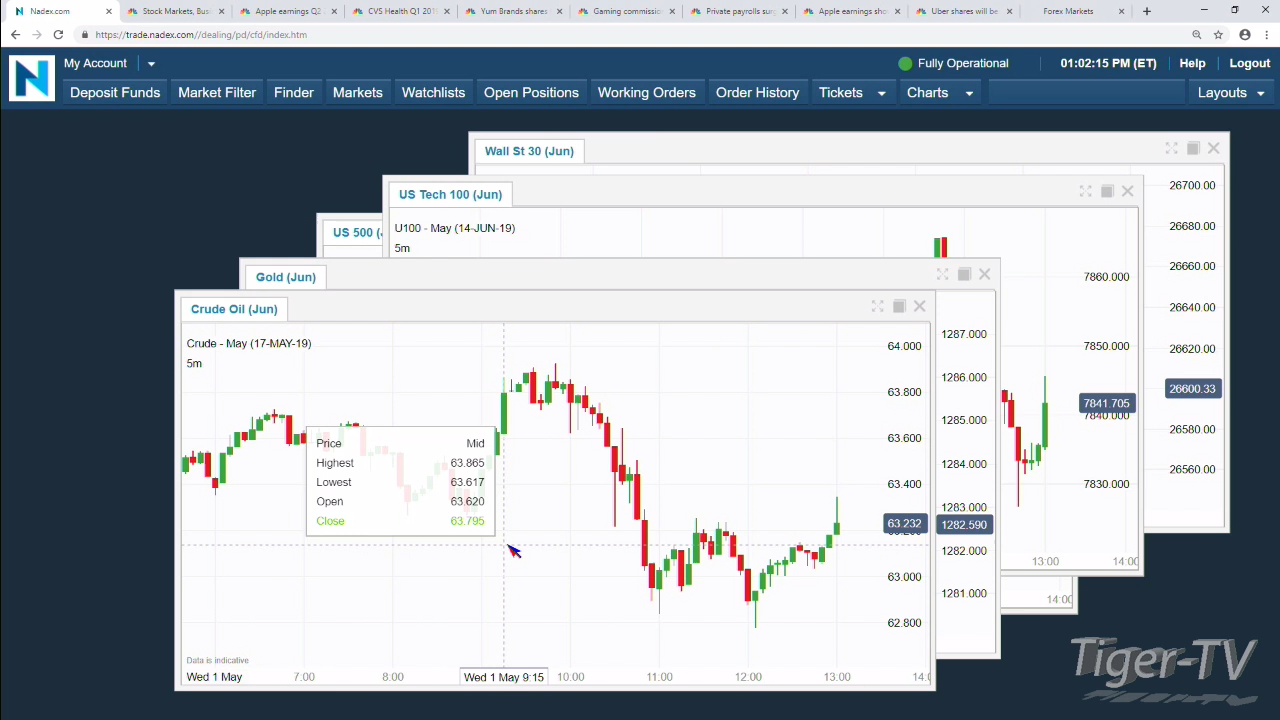 Nadex.com
Stock Markets, Busi
Apple earnings Q2
CVS Health Q1 201
Yum Brands shares
Gaming commissio
Private payrolls sur
Apple earnings sho
Uber shares will be
Forex Markets
https://trade.nadex.com//dealing/pd/cfd/index.htm
My Account
Fully Operational
01:02:15 PM (ET)
Help
Logout
Deposit Funds
Market Filter
Finder
Markets
Watchlists
Open Positions
Working Orders
Order History
Tickets
Charts
Layouts
Wall St 30 (Jun)
26700.00
26680.00
26660.00
26640.00
26620.00
26600.33
26580.00
26560.00
US Tech 100 (Jun)
U100 - May (14-JUN-19)
5m
7860.000
7850.000
7841.705
7840.000
7830.000
13:00
14:00
US 500 (
14:00
Gold (Jun)
1287.000
1286.000
1285.000
1284.000
1283.000
1282.590
1282.000
1281.000
Crude Oil (Jun)
Crude - May (17-MAY-19)
5m
64.000
63.800
63.600
63.400
63.232
63.200
63.000
62.800
Price Mid
Highest 63.865
Lowest 63.617
Open 63.620
Close 63.795
Data is indicative
Wed 1 May
7:00
8:00
Wed 1 May 9:15
10:00
11:00
12:00
13:00
14:0
Tiger-TV